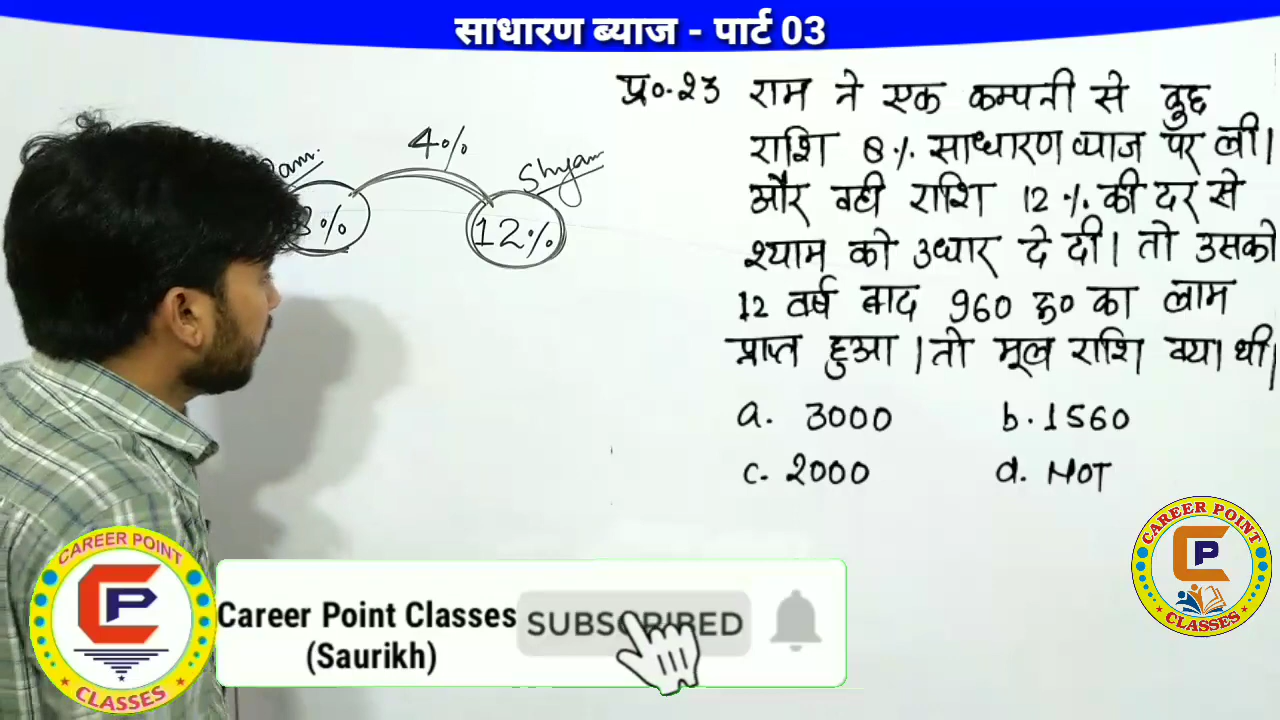 साधारण ब्याज - पार्ट 03
प्र०.23 राम ने एक कम्पनी से कुछ
राशि 8% साधारण ब्याज पर ली।
और वही राशि 12% की दर से
श्याम को उधार दे दी। तो उसको
12 वर्ष बाद 960 रु० का लाभ
प्राप्त हुआ। तो मूल राशि क्या थी।
a. 3000 b. 1560
c. 2000 d. NOT
4%
Shyam
12%
CAREER POINT
CP
CLASSES
Career Point Classes
(Saurikh)
SUBSCRIBED
CAREER POINT
CP
CLASSES